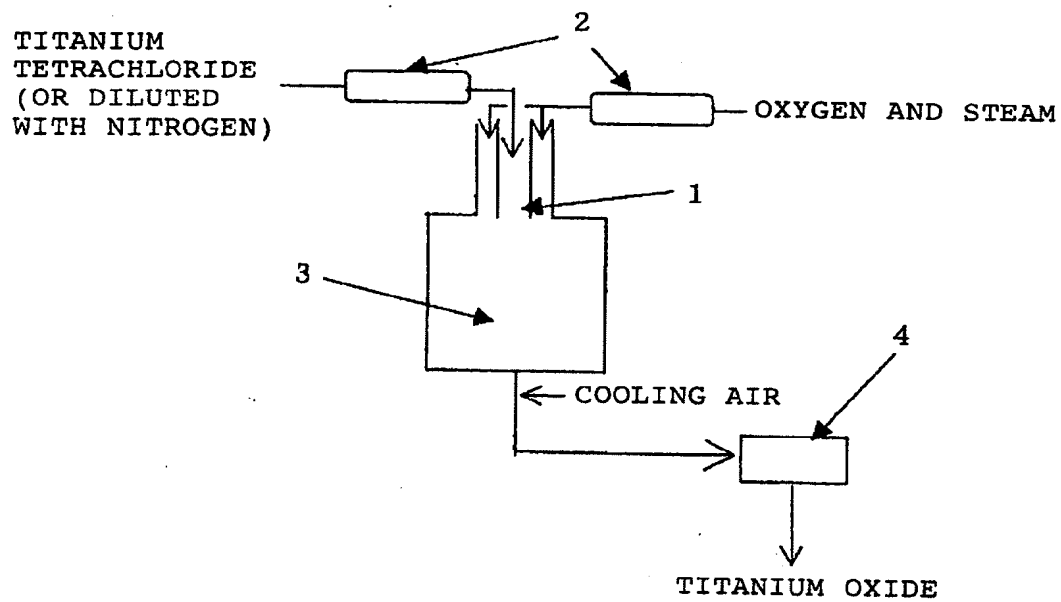 2
TITANIUM
TETRACHLORIDE
(OR DILUTED
WITH NITROGEN)
OXYGEN AND STEAM
1
3
4
COOLING AIR
TITANIUM OXIDE